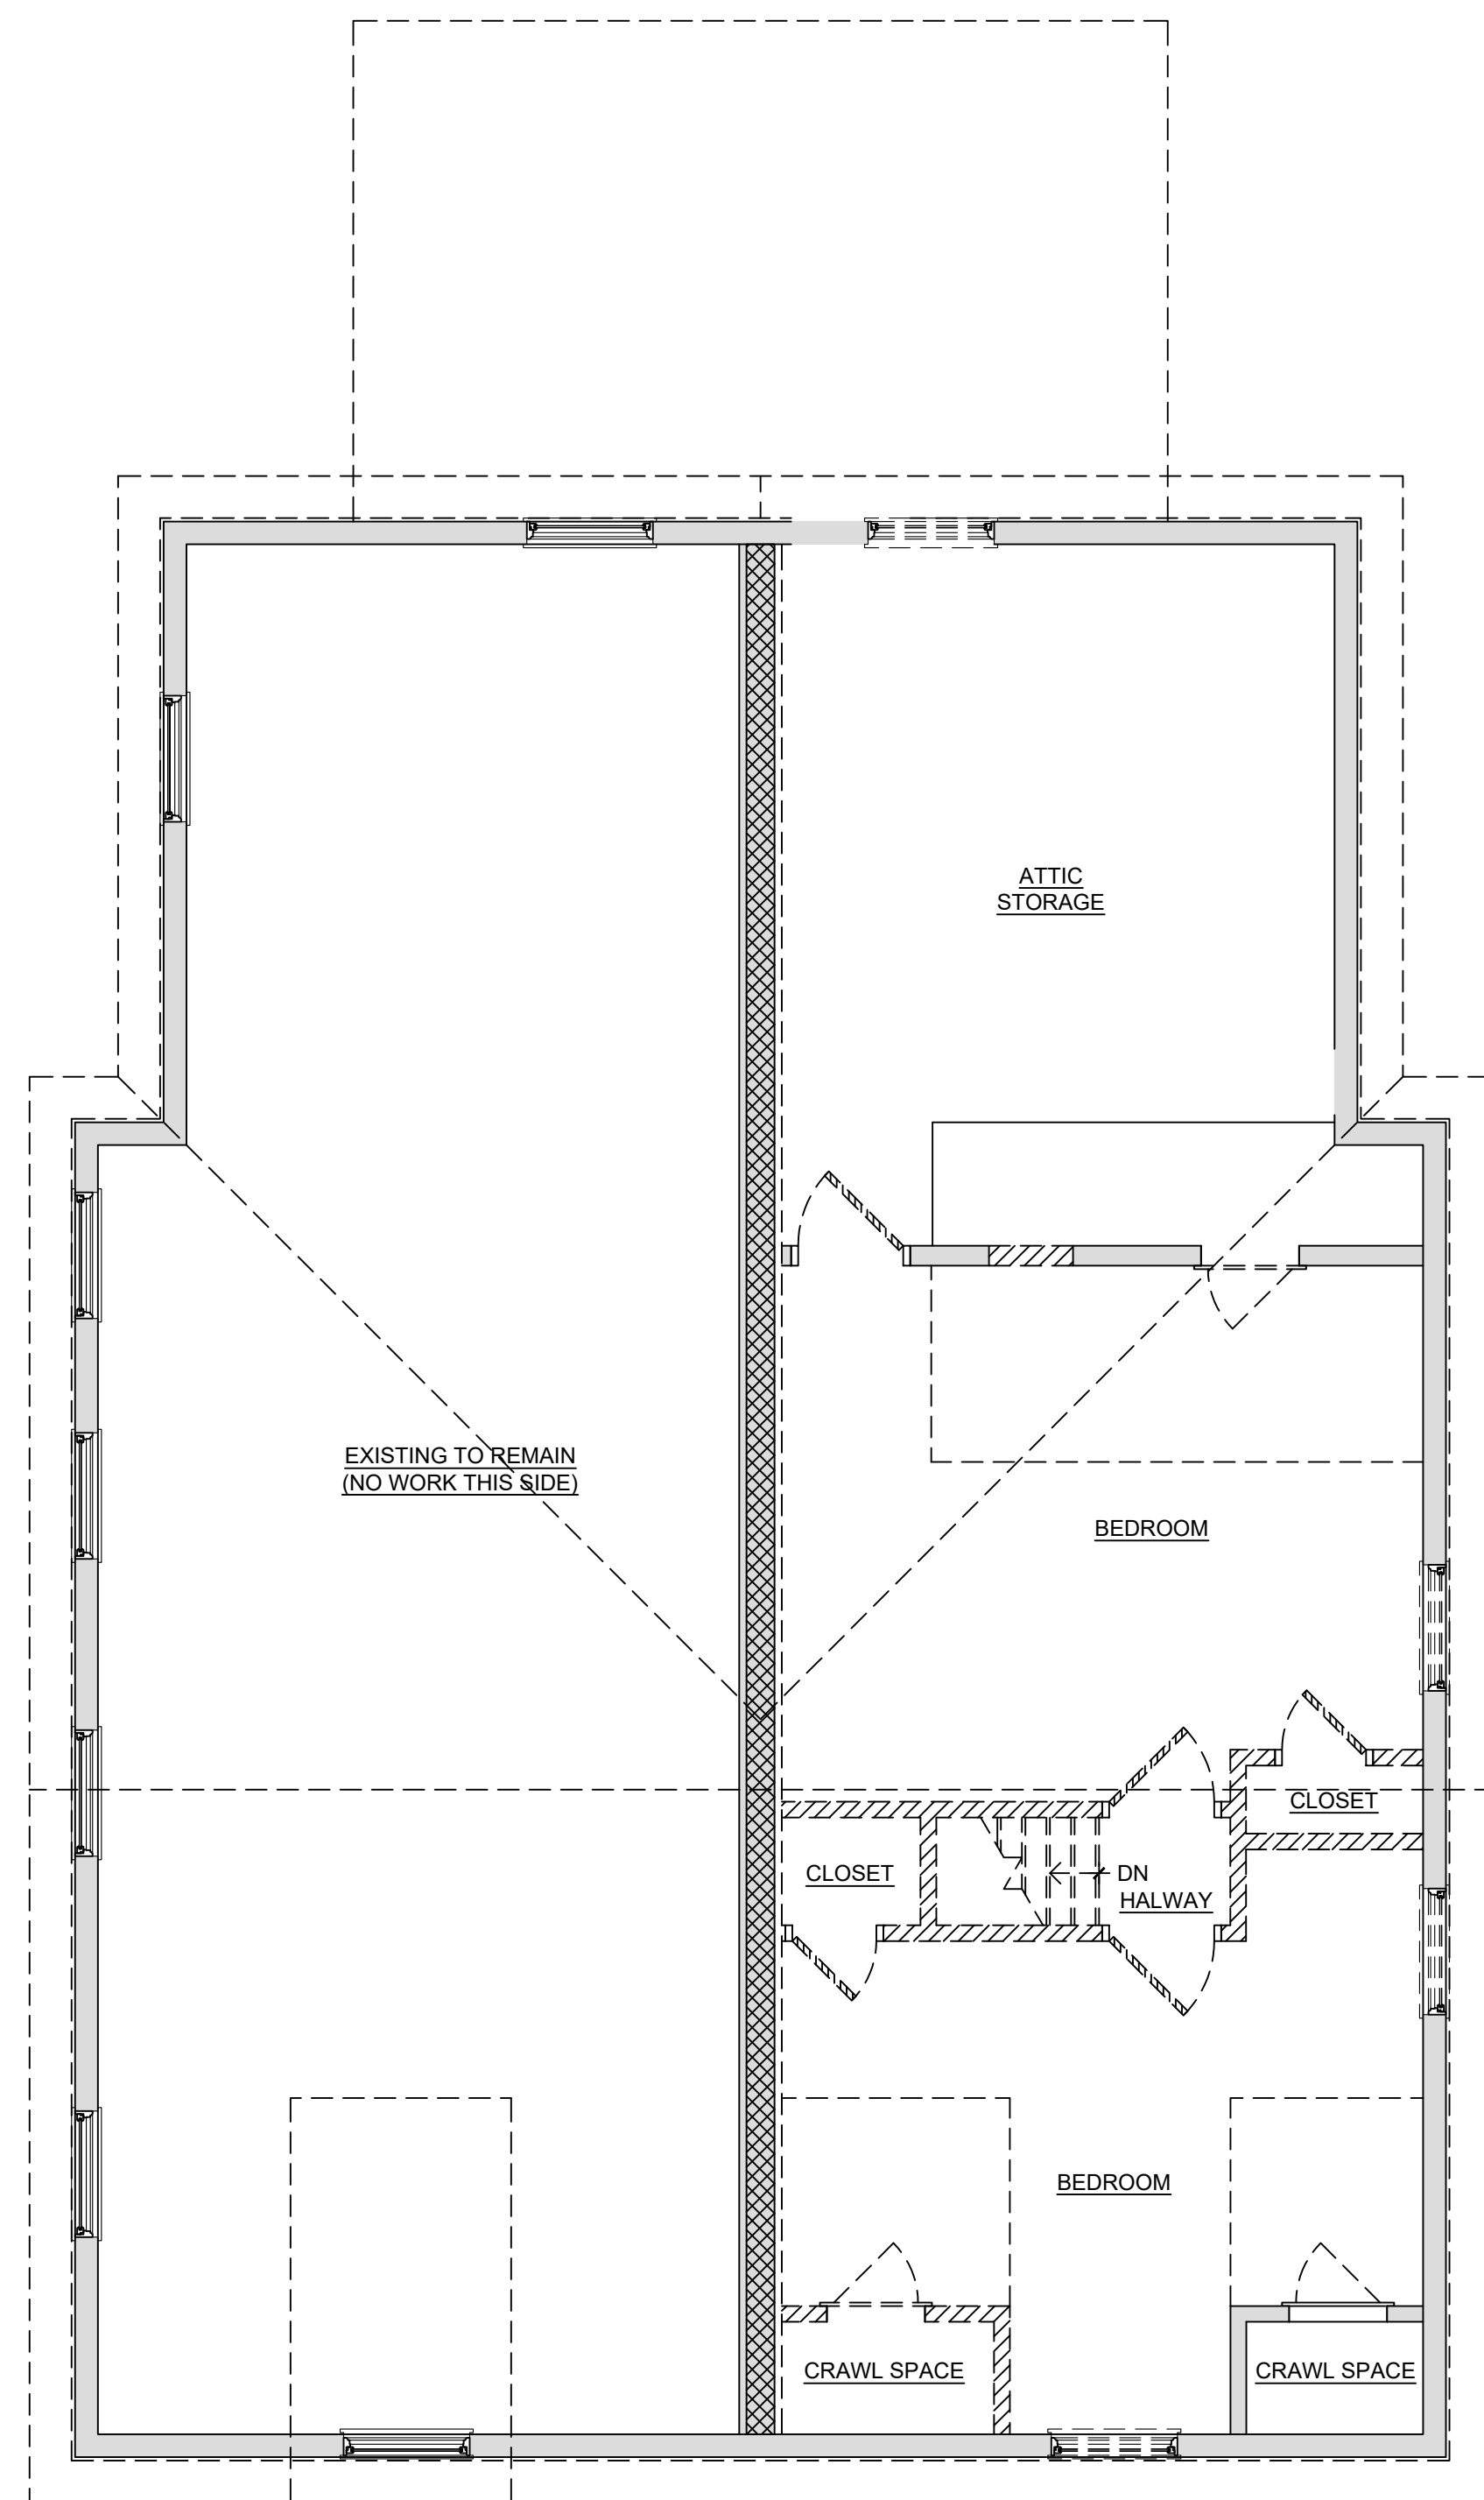 ATTIC
STORAGE
EXISTING TO REMAIN
(NO WORK THIS SIDE)
BEDROOM
CLOSET
CLOSET
DN
HALWAY
BEDROOM
CRAWL SPACE
CRAWL SPACE